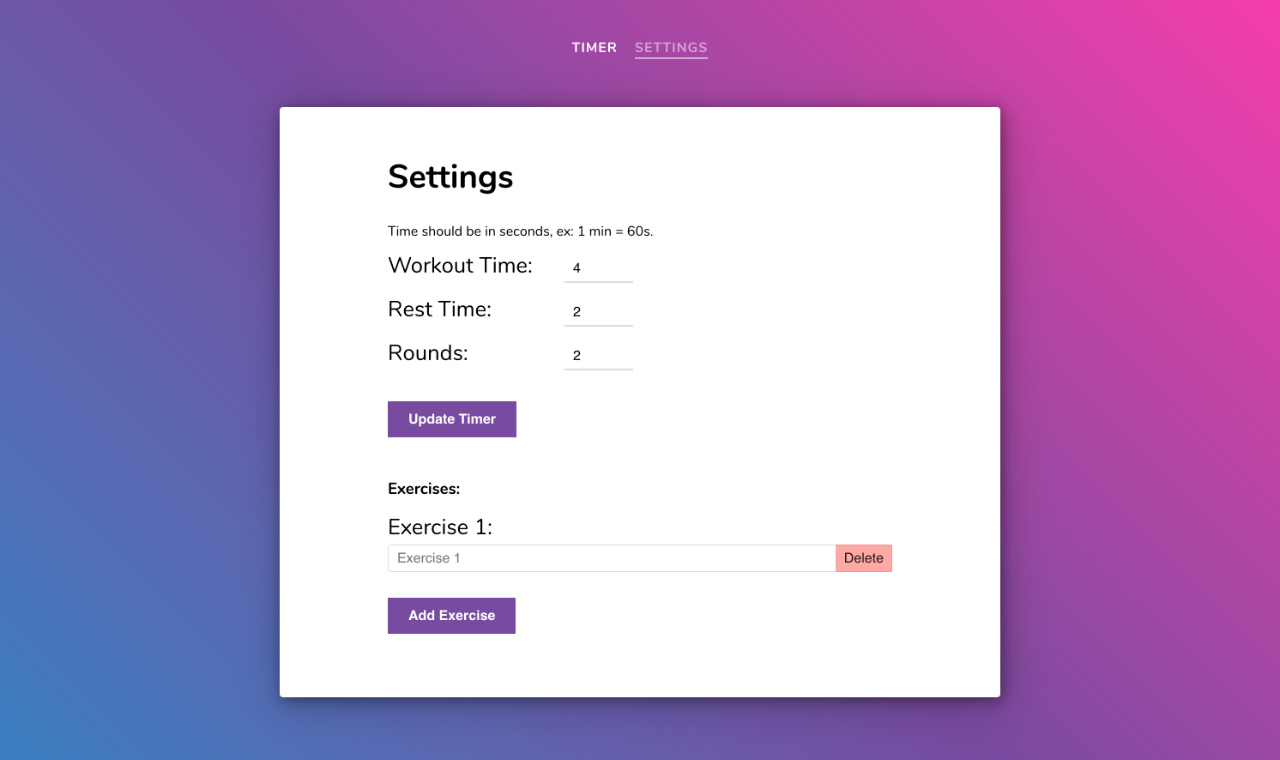 TIMER SETTINGS
Settings
Time should be in seconds, ex: 1 min = 60s.
Workout Time: 4
Rest Time: 2
Rounds: 2
Update Timer
Exercises:
Exercise 1:
Exercise 1 Delete
Add Exercise